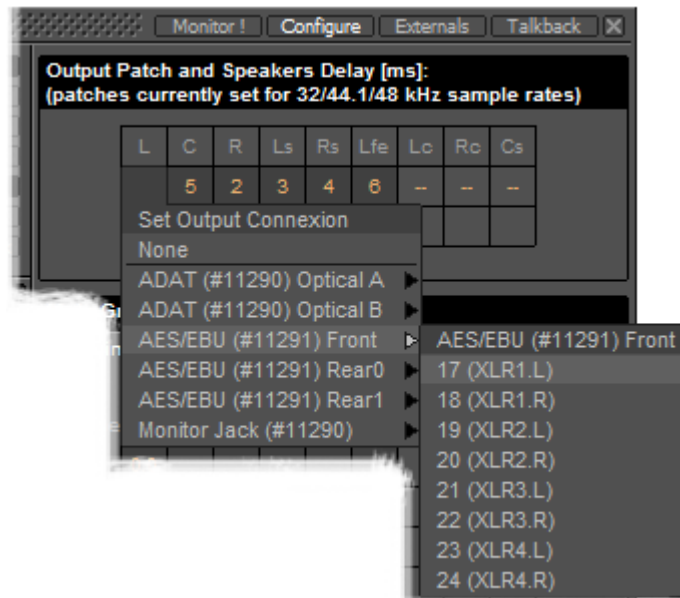 Monitor ! Configure Externals Talkback X
Output Patch and Speakers Delay [ms]:
(patches currently set for 32/44.1/48 kHz sample rates)
L C R Ls Rs Lfe Lc Rc Cs
5 2 3 4 6 -- -- --
Set Output Connexion
None
ADAT (#11290) Optical A
ADAT (#11290) Optical B
AES/EBU (#11291) Front
AES/EBU (#11291) Rear0
AES/EBU (#11291) Rear1
Monitor Jack (#11290)
AES/EBU (#11291) Front
17 (XLR1.L)
18 (XLR1.R)
19 (XLR2.L)
20 (XLR2.R)
21 (XLR3.L)
22 (XLR3.R)
23 (XLR4.L)
24 (XLR4.R)